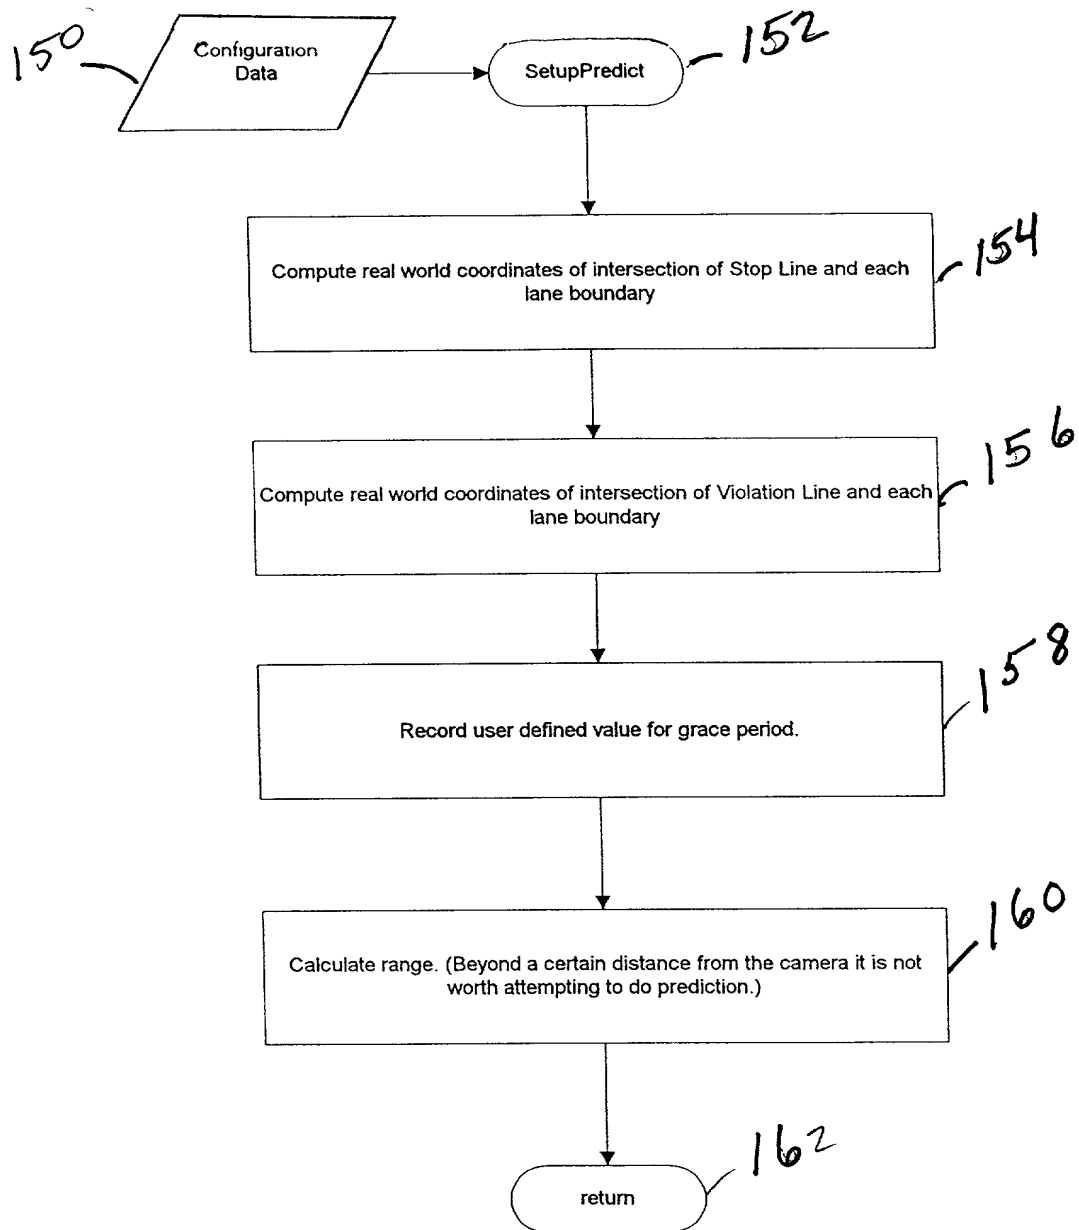 150
Configuration
Data
SetupPredict
152
Compute real world coordinates of intersection of Stop Line and each
lane boundary
154
Compute real world coordinates of intersection of Violation Line and each
lane boundary
156
Record user defined value for grace period.
158
Calculate range. (Beyond a certain distance from the camera it is not
worth attempting to do prediction.)
160
return
162